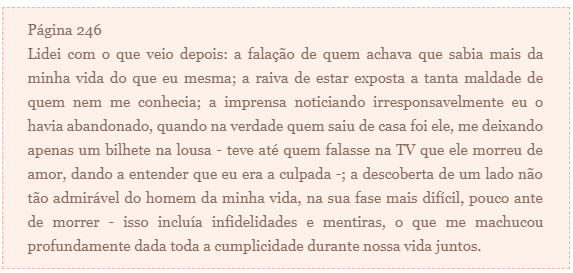 Página 246
Lidei com o que veio depois: a falação de quem achava que sabia mais da
minha vida do que eu mesma; a raiva de estar exposta a tanta maldade de
quem nem me conhecia; a imprensa noticiando irresponsavelmente eu o
havia abandonado, quando na verdade quem saiu de casa foi ele, me deixando
apenas um bilhete na lousa - teve até quem falasse na TV que ele morreu de
amor, dando a entender que eu era a culpada -; a descoberta de um lado não
tão admirável do homem da minha vida, na sua fase mais difícil, pouco ante
de morrer - isso incluía infidelidades e mentiras, o que me machucou
profundamente dada toda a cumplicidade durante nossa vida juntos.